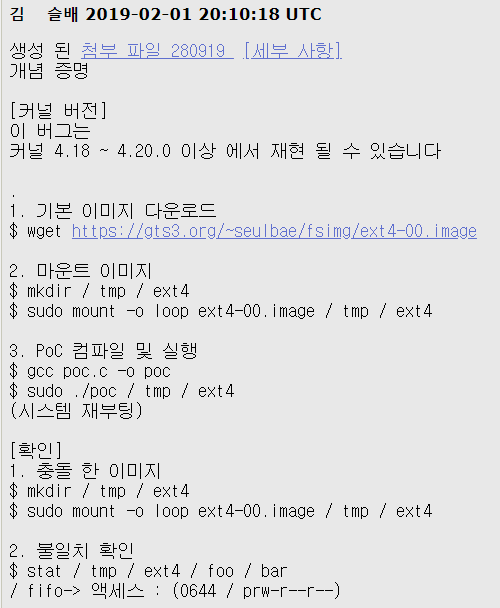 김 슬배 2019-02-01 20:10:18 UTC
생성 된 첨부 파일 280919 [세부 사항]
개념 증명
[커널 버전]
이 버그는
커널 4.18 ~ 4.20.0 이상 에서 재현 될 수 있습니다
.
1. 기본 이미지 다운로드
$ wget https://gts3.org/~seulbae/fsimg/ext4-00.image
2. 마운트 이미지
$ mkdir / tmp / ext4
$ sudo mount -o loop ext4-00.image / tmp / ext4
3. PoC 컴파일 및 실행
$ gcc poc.c -o poc
$ sudo ./poc / tmp / ext4
(시스템 재부팅)
[확인]
1. 충돌 한 이미지
$ mkdir / tmp / ext4
$ sudo mount -o loop ext4-00.image / tmp / ext4
2. 불일치 확인
$ stat / tmp / ext4 / foo / bar
/ fifo-> 액세스 : (0644 / prw-r--r--)